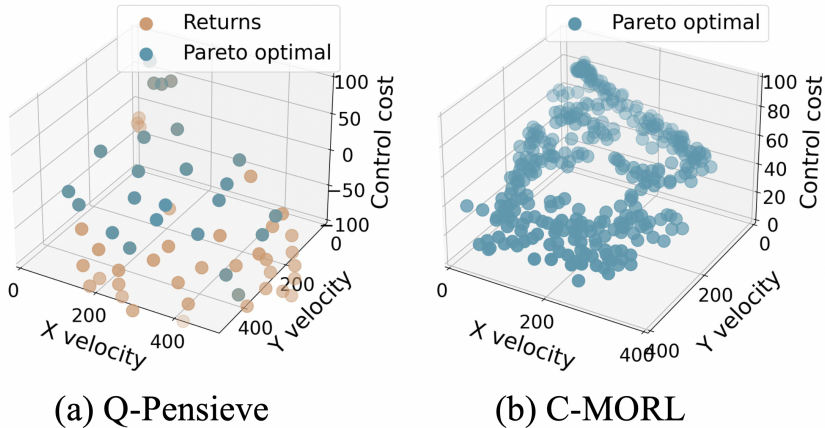 Returns
Pareto optimal
100
50
0
−50
−100
Control cost
0
200
400
X velocity
0
200
400
Y velocity
(a) Q-Pensieve
Pareto optimal
100
80
60
40
20
0
Control cost
0
200
400
X velocity
0
200
400
Y velocity
(b) C-MORL